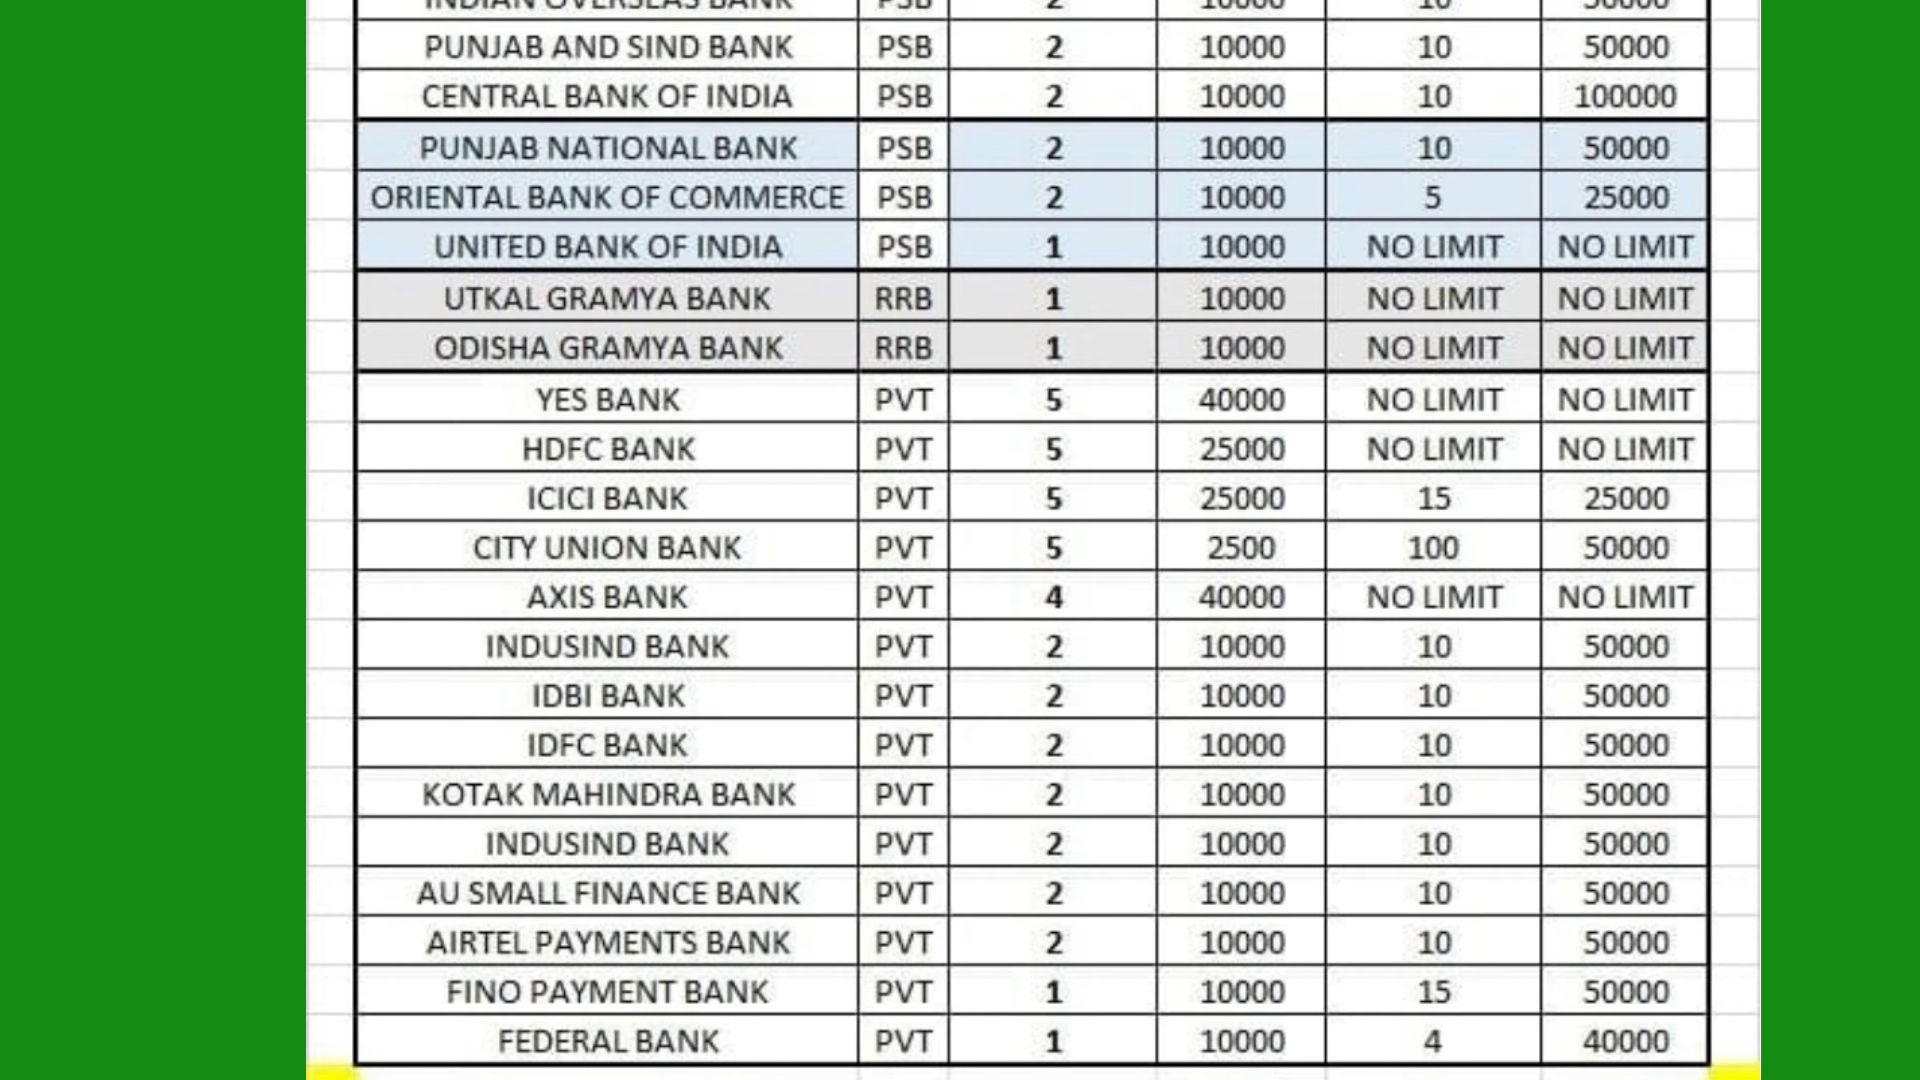 INDIAN OVERSEAS BANK PSB 2 10000 10 50000
PUNJAB AND SIND BANK PSB 2 10000 10 50000
CENTRAL BANK OF INDIA PSB 2 10000 10 100000
PUNJAB NATIONAL BANK PSB 2 10000 10 50000
ORIENTAL BANK OF COMMERCE PSB 2 10000 5 25000
UNITED BANK OF INDIA PSB 1 10000 NO LIMIT NO LIMIT
UTKAL GRAMYA BANK RRB 1 10000 NO LIMIT NO LIMIT
ODISHA GRAMYA BANK RRB 1 10000 NO LIMIT NO LIMIT
YES BANK PVT 5 40000 NO LIMIT NO LIMIT
HDFC BANK PVT 5 25000 NO LIMIT NO LIMIT
ICICI BANK PVT 5 25000 15 25000
CITY UNION BANK PVT 5 2500 100 50000
AXIS BANK PVT 4 40000 NO LIMIT NO LIMIT
INDUSIND BANK PVT 2 10000 10 50000
IDBI BANK PVT 2 10000 10 50000
IDFC BANK PVT 2 10000 10 50000
KOTAK MAHINDRA BANK PVT 2 10000 10 50000
INDUSIND BANK PVT 2 10000 10 50000
AU SMALL FINANCE BANK PVT 2 10000 10 50000
AIRTEL PAYMENTS BANK PVT 2 10000 10 50000
FINO PAYMENT BANK PVT 1 10000 15 50000
FEDERAL BANK PVT 1 10000 4 40000